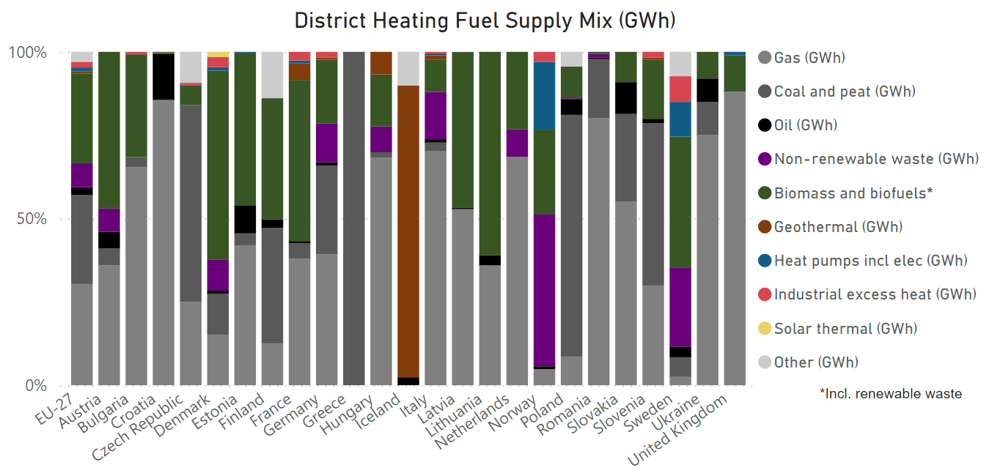 District Heating Fuel Supply Mix (GWh)
100%
50%
0%
Gas (GWh)
Coal and peat (GWh)
Oil (GWh)
Non-renewable waste (GWh)
Biomass and biofuels*
Geothermal (GWh)
Heat pumps incl elec (GWh)
Industrial excess heat (GWh)
Solar thermal (GWh)
Other (GWh)
*Incl. renewable waste
EU-27
Austria
Bulgaria
Croatia
Czech Republic
Denmark
Estonia
Finland
France
Germany
Greece
Hungary
Iceland
Italy
Latvia
Lithuania
Netherlands
Norway
Poland
Romania
Slovakia
Slovenia
Sweden
Ukraine
United Kingdom